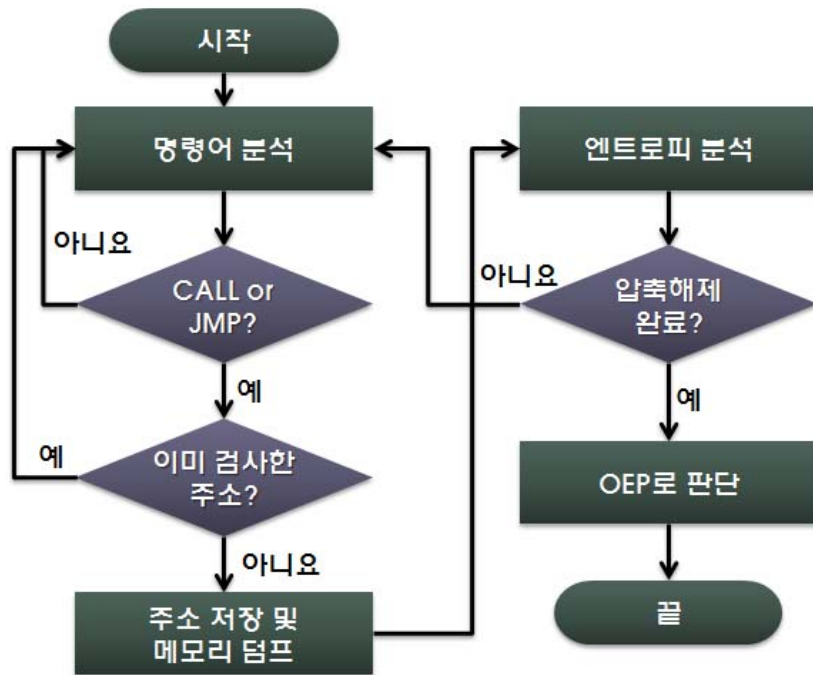 시작
명령어 분석
아니요
CALL or
JMP?
예
예
이미 검사한
주소?
아니요
주소 저장 및
메모리 덤프
엔트로피 분석
아니요
압축해제
완료?
예
OEP로 판단
끝